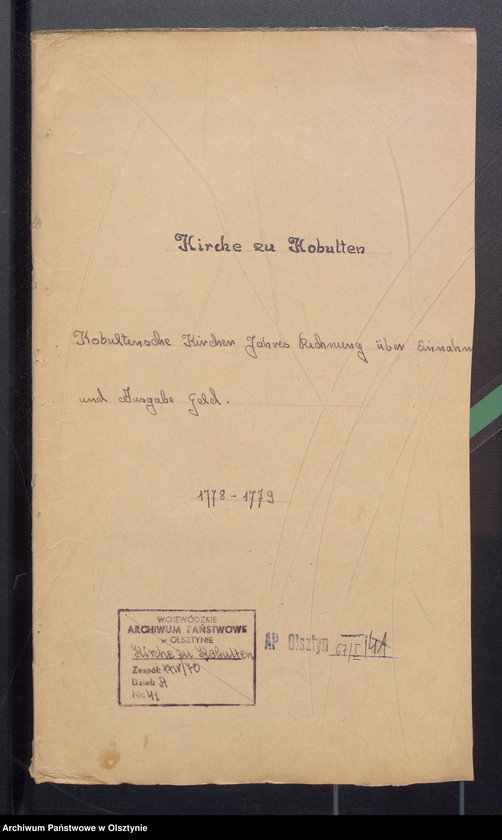 Kirche zu Kobulten
Kobultensche Kirchen Jahres Rechnung über Einnahm
und Ausgabe Geld.
1778-1779
WOJEWÓDZKIE
ARCHIWUM PAŃSTWOWE
w OLSZTYNIE
Kirche zu Kobulten
Zespół: XXIV/70
Dział: A
Nr: 41
AP Olsztyn 67/I/41
Archiwum Państwowe w Olsztynie